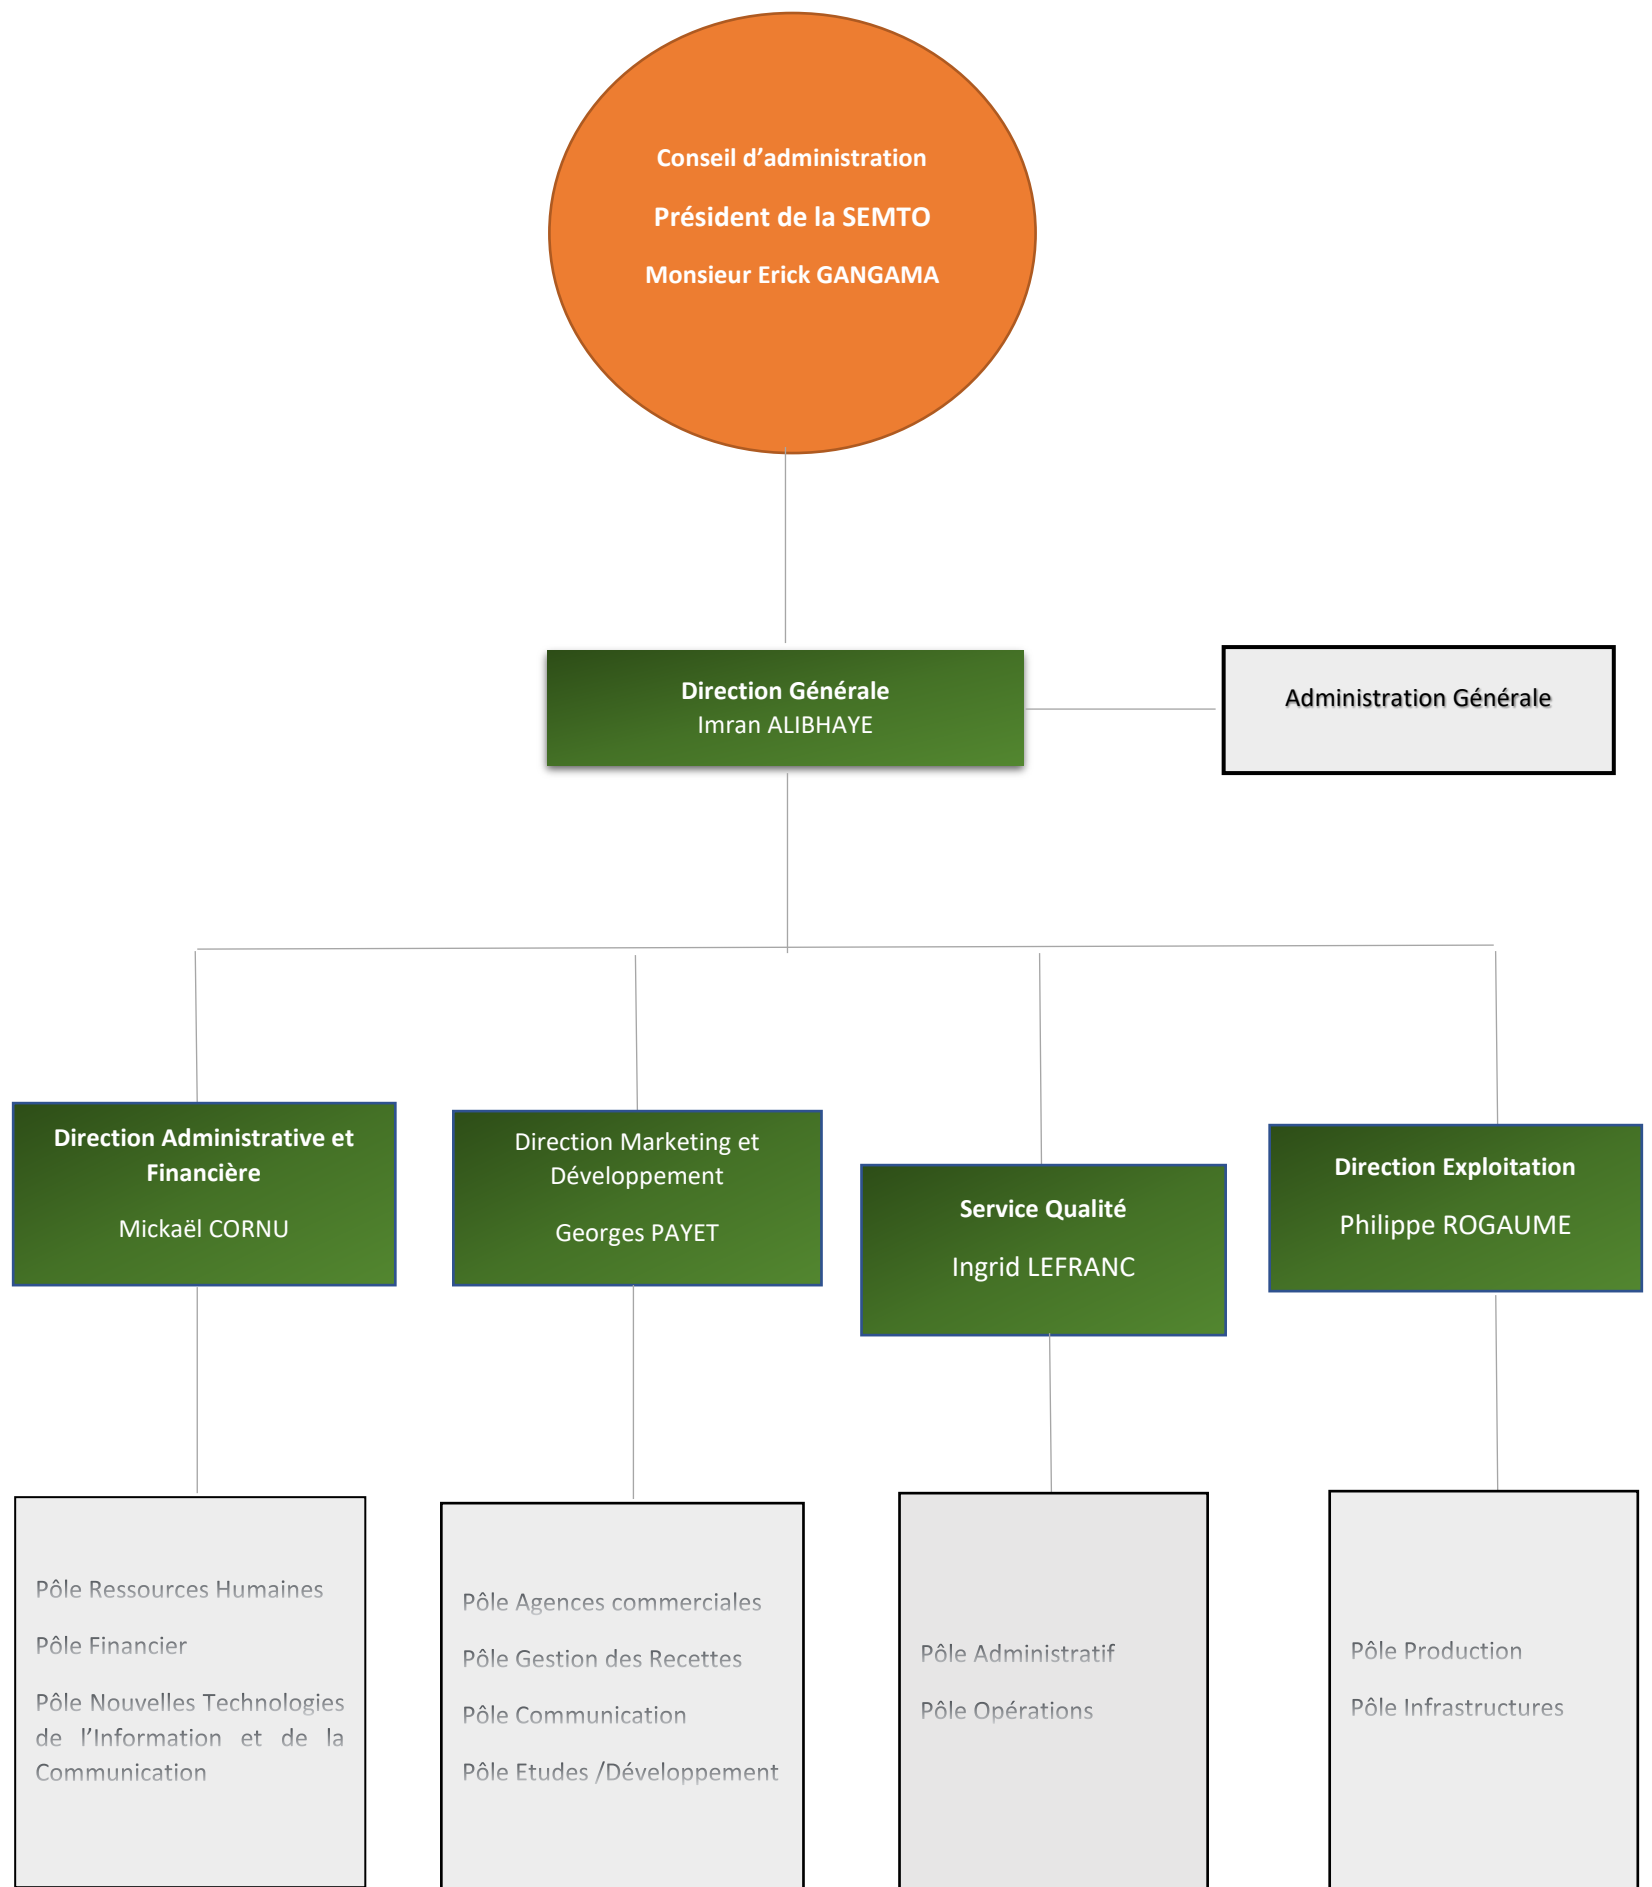 Conseil d’administration
Président de la SEMTO
Monsieur Erick GANGAMA
Direction Générale
Imran ALIBHAYE
Administration Générale
Direction Administrative et
Financière
Mickaël CORNU
Direction Marketing et
Développement
Georges PAYET
Service Qualité
Ingrid LEFRANC
Direction Exploitation
Philippe ROGAUME
Pôle Ressources Humaines
Pôle Financier
Pôle Nouvelles Technologies
de l’Information et de la
Communication
Pôle Agences commerciales
Pôle Gestion des Recettes
Pôle Communication
Pôle Etudes /Développement
Pôle Administratif
Pôle Opérations
Pôle Production
Pôle Infrastructures